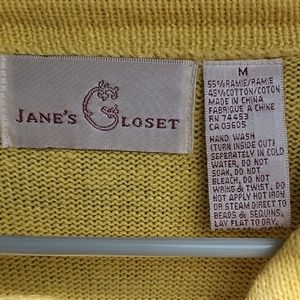 JANE'S CLOSET
M
55%RAMIE/RAMIE
45%COTTON/COTON
MADE IN CHINA
FABRIQUÉ A CHINE
RN 74453
CA 03605
HAND WASH
(TURN INSIDE OUT)
SEPERATELY IN COLD
WATER, DO NOT
SOAK, DO NOT
BLEACH, DO NOT
WRING & TWIST, DO
NOT APPLY HOT IRON
OR STEAM DIRECT TO
BEADS & SEQUINS,
LAY FLAT TO DRY.